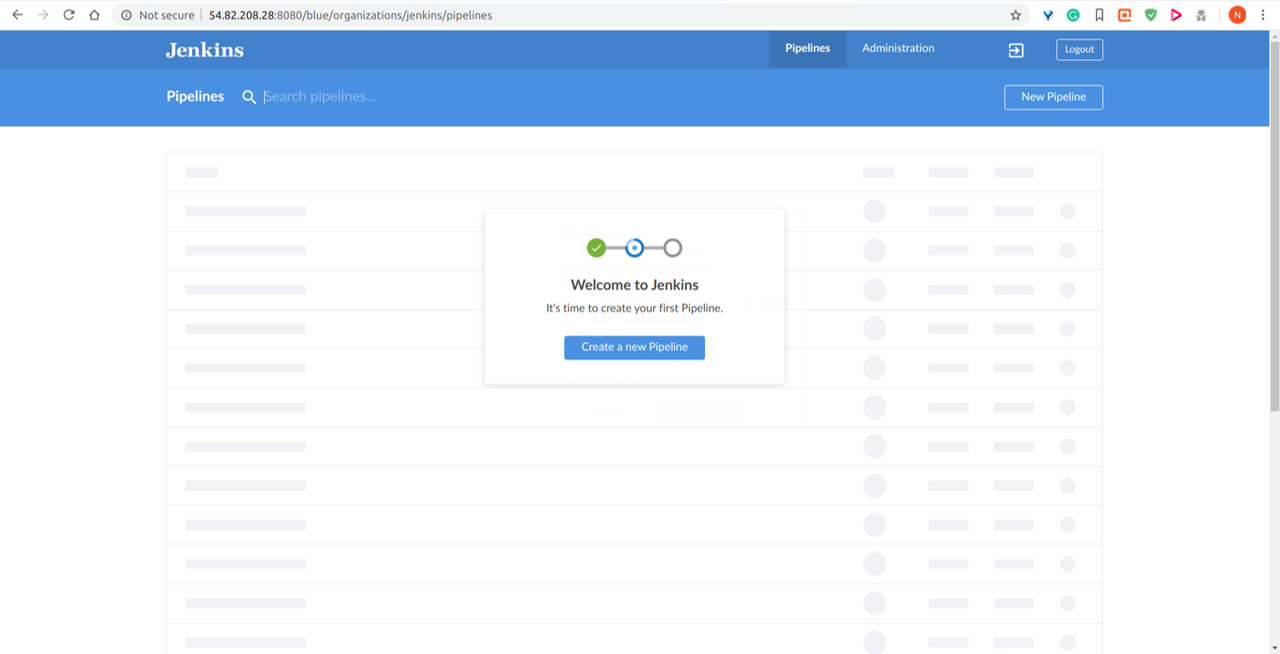 Not secure 54.82.208.28:8080/blue/organizations/jenkins/pipelines N
Jenkins Pipelines Administration Logout
Pipelines Search pipelines... New Pipeline
Welcome to Jenkins
It's time to create your first Pipeline.
Create a new Pipeline